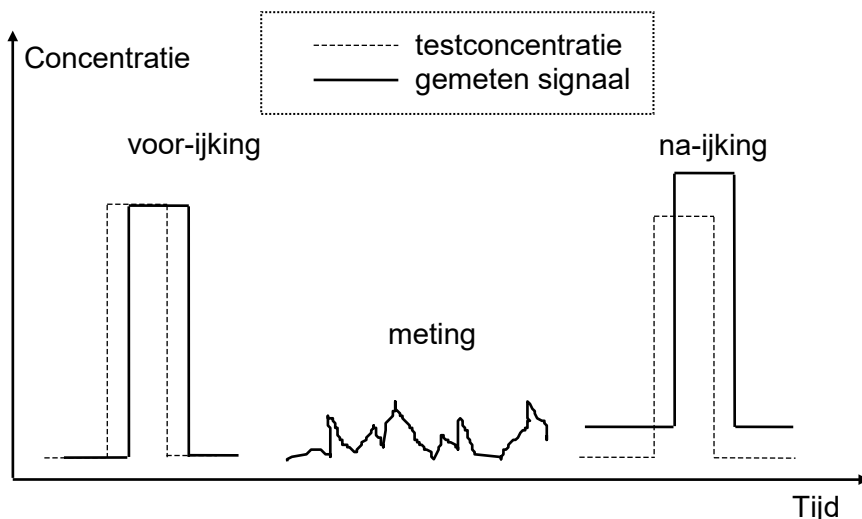 testconcentratie
gemeten signaal
Concentratie
voor-ijking
na-ijking
meting
Tijd